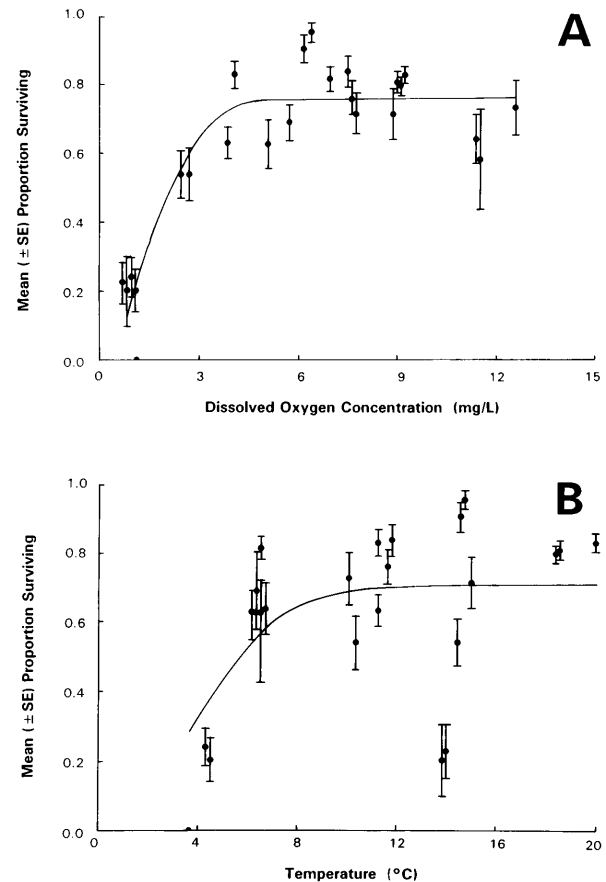 A
1.0
0.8
0.6
0.4
0.2
0.0
Mean (± SE) Proportion Surviving
0 3 6 9 12 15
Dissolved Oxygen Concentration (mg/L)
B
1.0
0.8
0.6
0.4
0.2
0.0
Mean (± SE) Proportion Surviving
0 4 8 12 16 20
Temperature (°C)